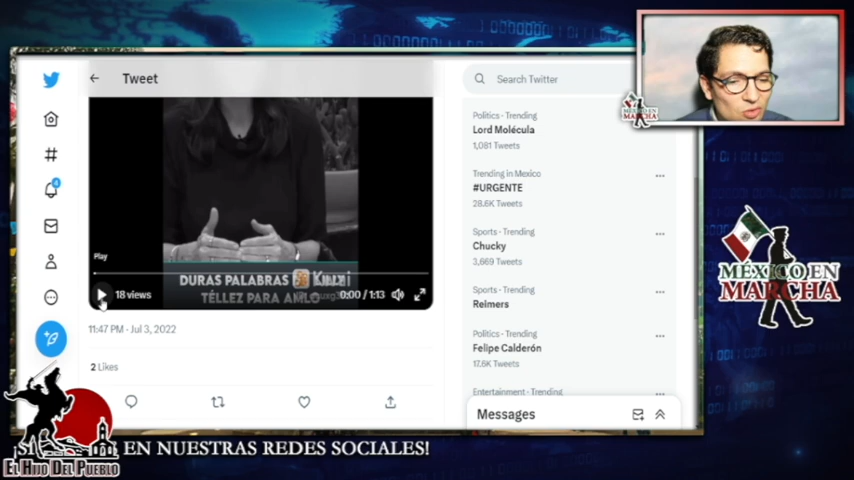 Tweet
Search Twitter
Politics · Trending
Lord Molécula
1,081 Tweets
Trending in Mexico
#URGENTE
28.6K Tweets
Sports · Trending
Chucky
3,669 Tweets
Sports · Trending
Reimers
Politics · Trending
Felipe Calderón
17.6K Tweets
Entertainment · Trending
Messages
4
Play
DURAS PALABRAS
TÉLLEZ PARA AMLO
18 views
0:00 / 1:13
11:47 PM · Jul 3, 2022
2 Likes
MÉXICO EN
MARCHA
MÉXICO EN
MARCHA
EN NUESTRAS REDES SOCIALES!
EL HIJO DEL PUEBLO